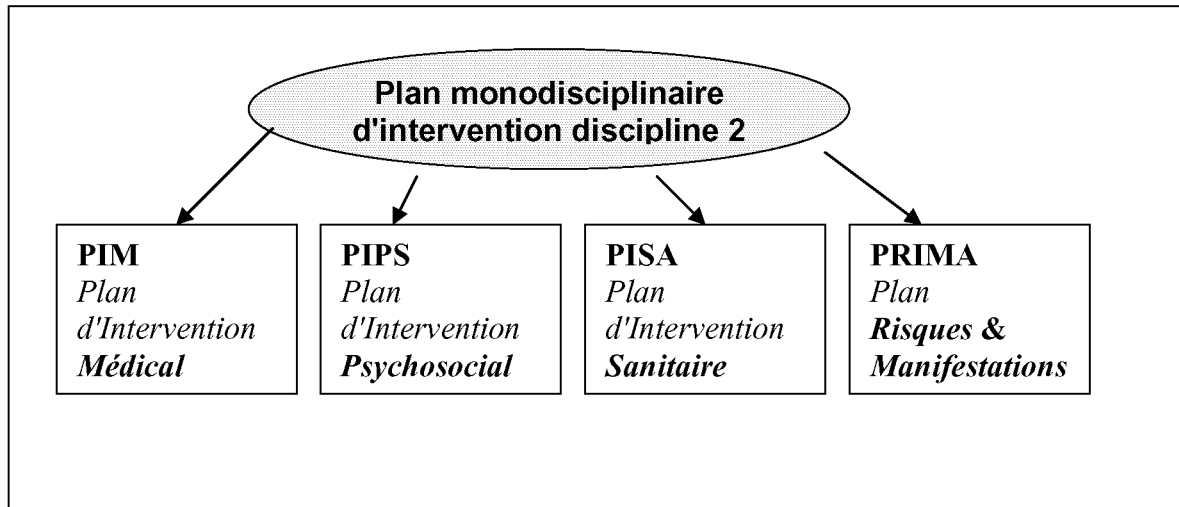 Plan monodisciplinaire
d'intervention discipline 2
PIM
Plan
d'Intervention
Médical
PIPS
Plan
d'Intervention
Psychosocial
PISA
Plan
d'Intervention
Sanitaire
PRIMA
Plan
Risques &
Manifestations